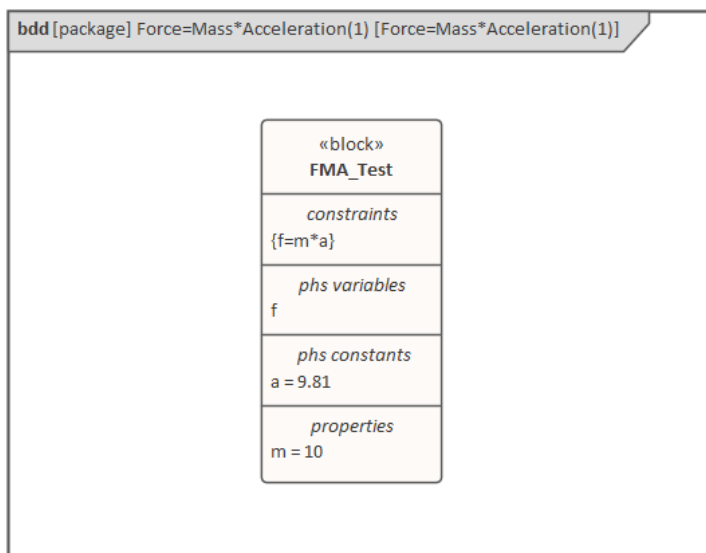 bdd [package] Force=Mass*Acceleration(1) [Force=Mass*Acceleration(1)]
«block»
FMA_Test
constraints
{f=m*a}
phs variables
f
phs constants
a = 9.81
properties
m = 10